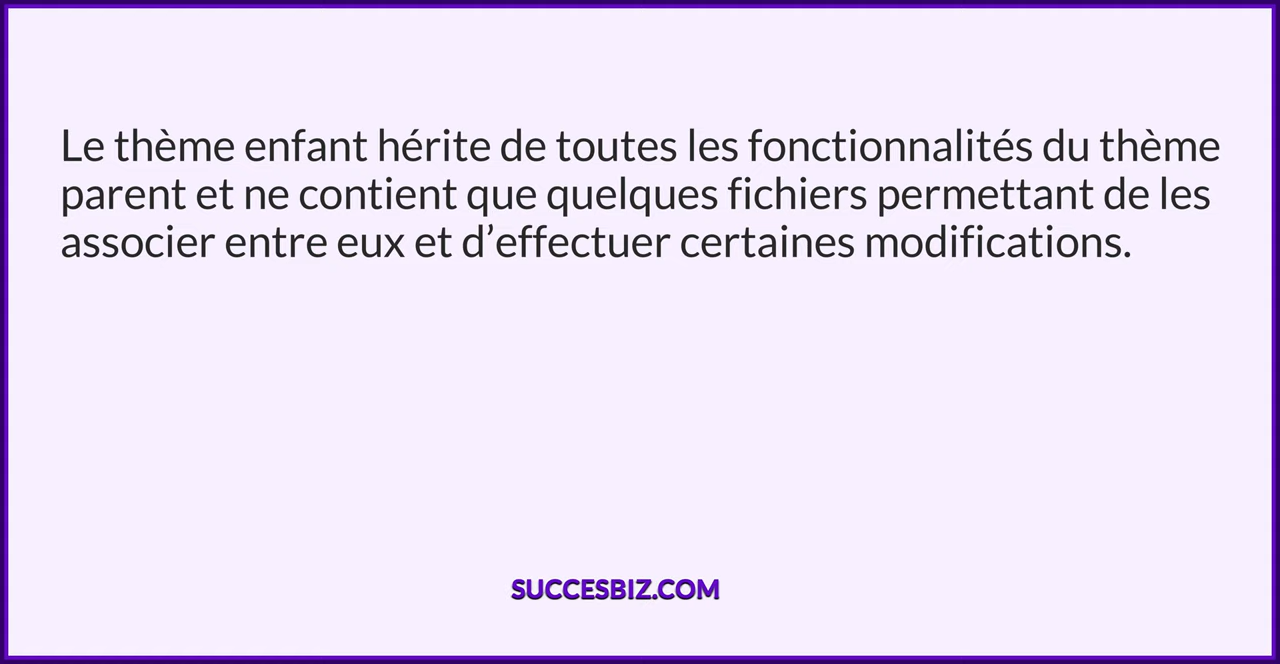 Le thème enfant hérite de toutes les fonctionnalités du thème
parent et ne contient que quelques fichiers permettant de les
associer entre eux et d’effectuer certaines modifications.
SUCCESBIZ.COM